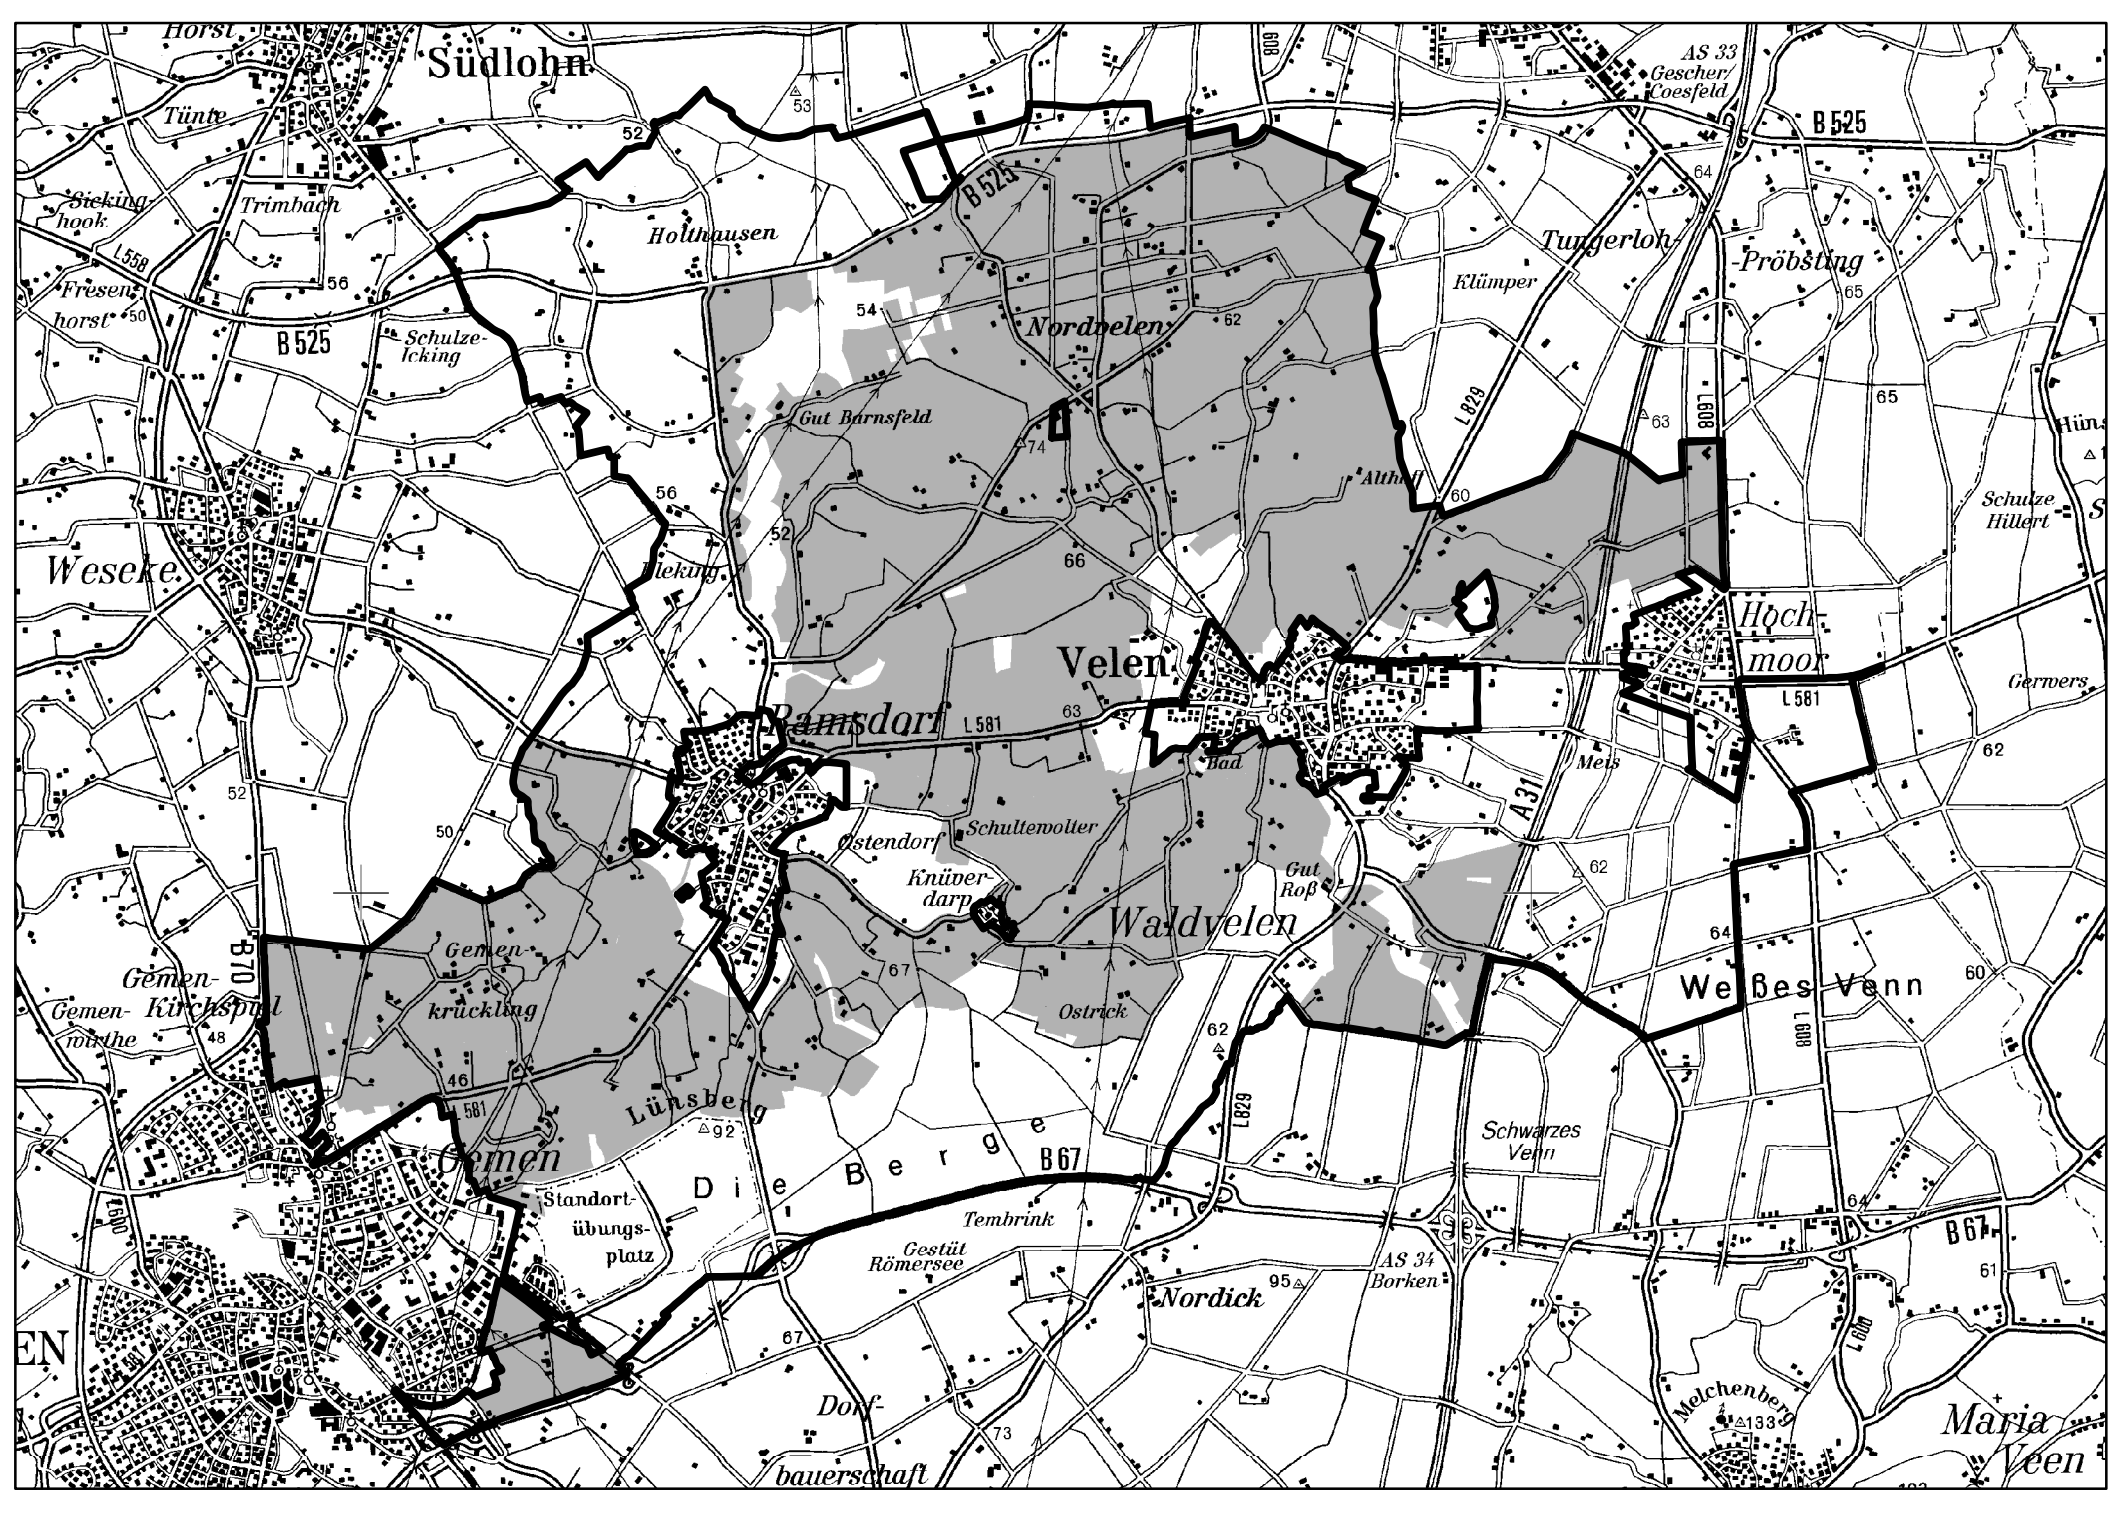 Horst
Südlohn
AS 33
Gescher/
Coesfeld
608
53
Tünte
52
B 525
Sicking-
hook
Trimbach
B 525
64
Holthausen
Tungerloh-
-Pröbsting
L 558
Fresen-
horst
50
56
Klümper
65
54
62
Nordvelen
B 525
Schulze-
Icking
L 829
L 608
65
Gut Barnsfeld
63
74
Althoff
60
56
Schulze
Hillert
52
Weseke
Bleking
66
Hoch-
moor
Velen
Gerwers
Ramsdorf
L 581
63
L 581
62
Bad
Meis
52
A 31
50
Ostendorf
Schultewolter
Knüver-
darp
Gut
Roß
62
Waldvelen
64
B 70
Gemen-
krückling
67
60
Gemen-
Kirchspiel
Gemen-
wirthe
48
Weißes Venn
Ostrick
62
L 608
46
L 581
Lünsberg
92
L 829
Schwarzes
Venn
Gemen
Die Berge
B 67
Standort-
übungs-
platz
L 600
64
B 67
Tembrink
Gestüt
Römersee
AS 34
Borken
61
Nordick
95
67
L 608
EN
Dorf-
bauerschaft
73
Melchenberg
133
Maria
Veen